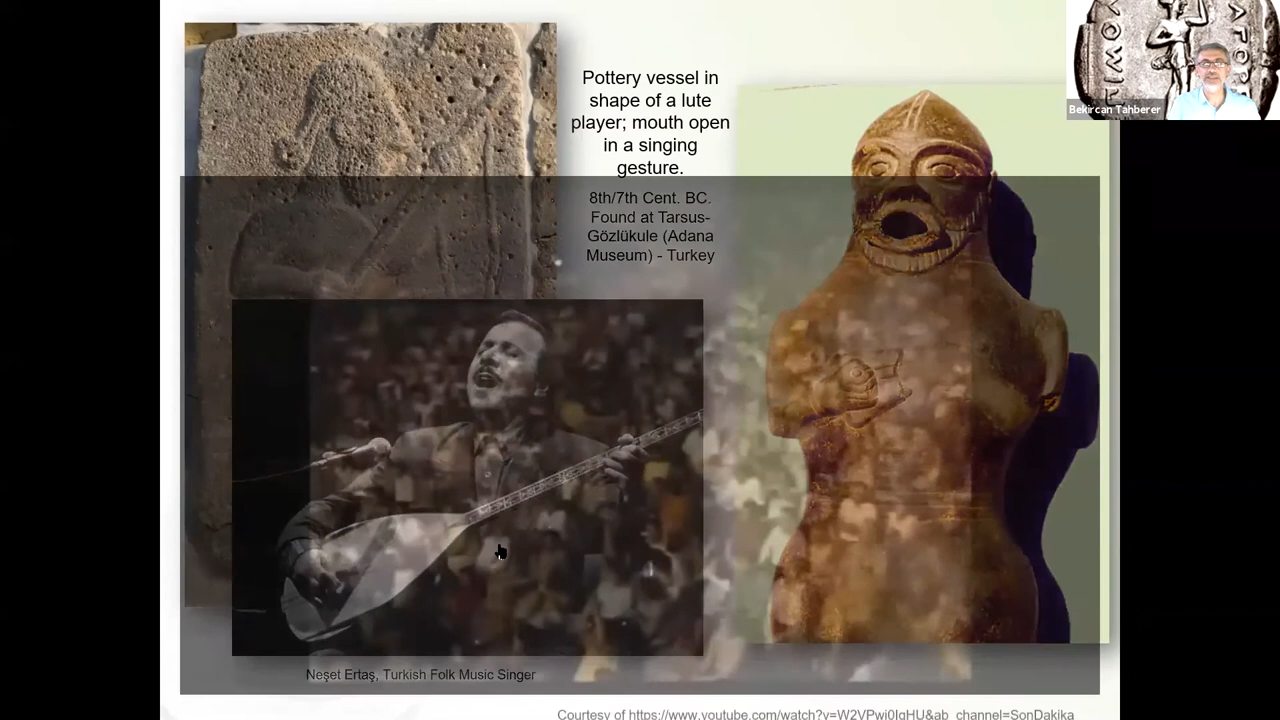 Pottery vessel in
shape of a lute
player; mouth open
in a singing
gesture.
8th/7th Cent. BC.
Found at Tarsus-
Gözlükule (Adana
Museum) - Turkey
Bekircan Tahberer
Neşet Ertaş, Turkish Folk Music Singer
Courtesy of https://www.youtube.com/watch?v=W2VPwi0IqHU&ab_channel=SonDakika